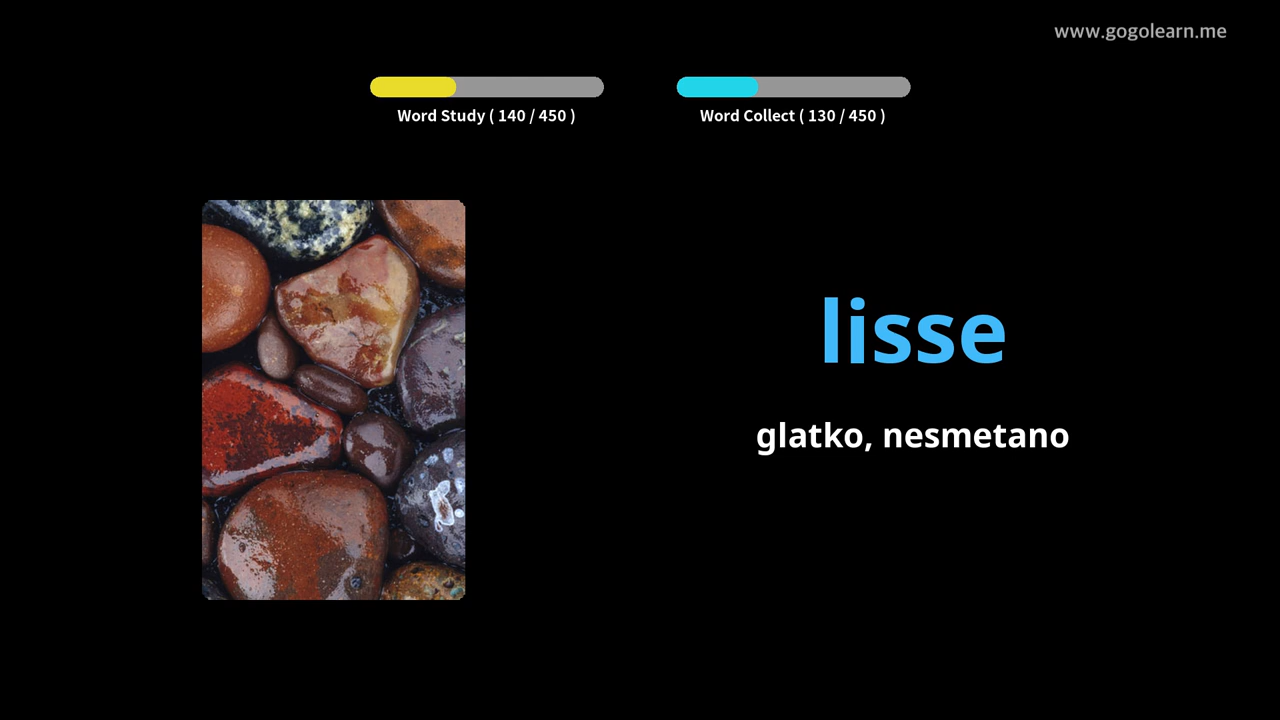 www.gogolearn.me
Word Study ( 140 / 450 )
Word Collect ( 130 / 450 )
lisse
glatko, nesmetano